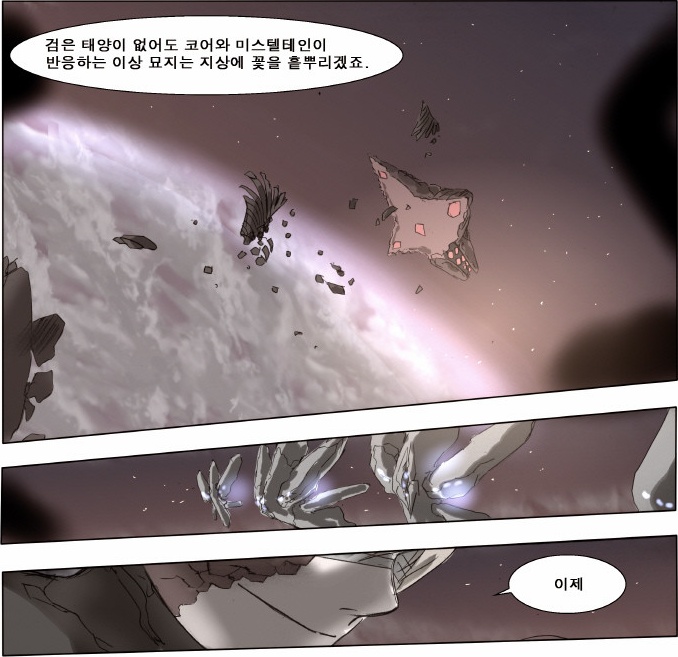 검은 태양이 없어도 코어와 미스텔테인이
반응하는 이상 묘지는 지상에 꽃을 흩뿌리겠죠.
이제